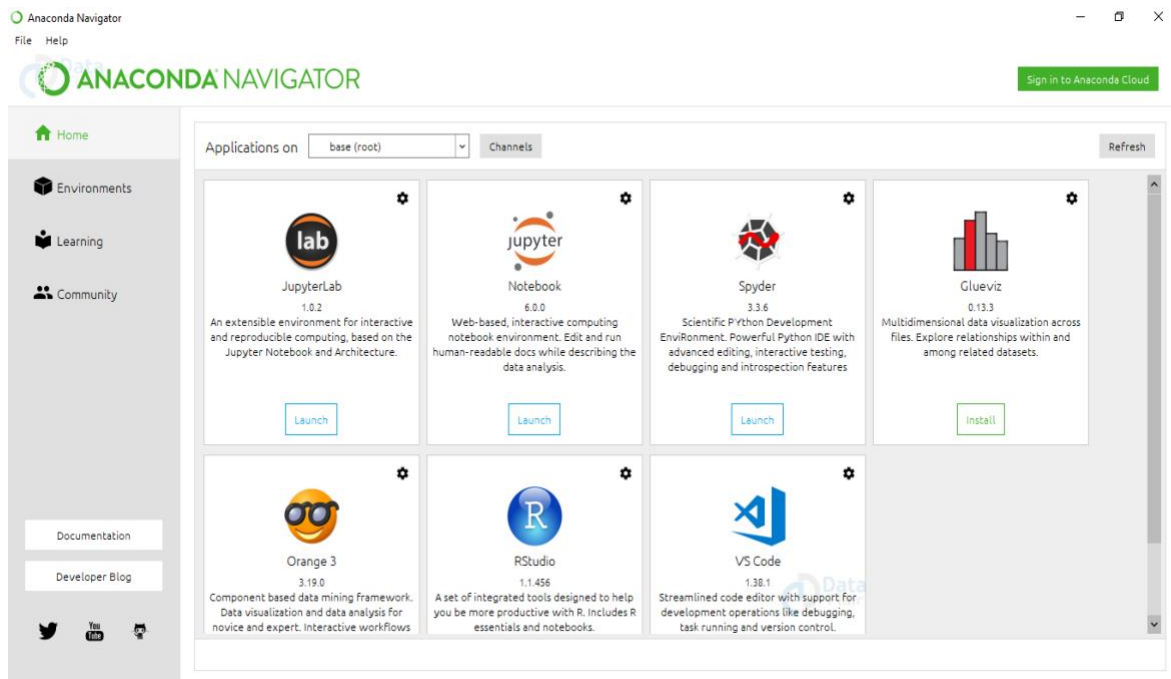 Anaconda Navigator
File Help
ANACONDA NAVIGATOR
Sign in to Anaconda Cloud
Home
Environments
Learning
Community
Documentation
Developer Blog
You
Tube
Applications on base (root) Channels Refresh
lab
JupyterLab
1.0.2
An extensible environment for interactive
and reproducible computing, based on the
Jupyter Notebook and Architecture.
Launch
jupyter
Notebook
6.0.0
Web-based, interactive computing
notebook environment. Edit and run
human-readable docs while describing the
data analysis.
Launch
Spyder
3.3.6
Scientific PYthon Development
EnviRonment. Powerful Python IDE with
advanced editing, interactive testing,
debugging and introspection features
Launch
Glueviz
0.13.3
Multidimensional data visualization across
files. Explore relationships within and
among related datasets.
Install
Orange 3
3.19.0
Component based data mining framework.
Data visualization and data analysis for
novice and expert. Interactive workflows
R
RStudio
1.1.456
A set of integrated tools designed to help
you be more productive with R. Includes R
essentials and notebooks.
VS Code
1.38.1
Streamlined code editor with support for
development operations like debugging,
task running and version control.
Data